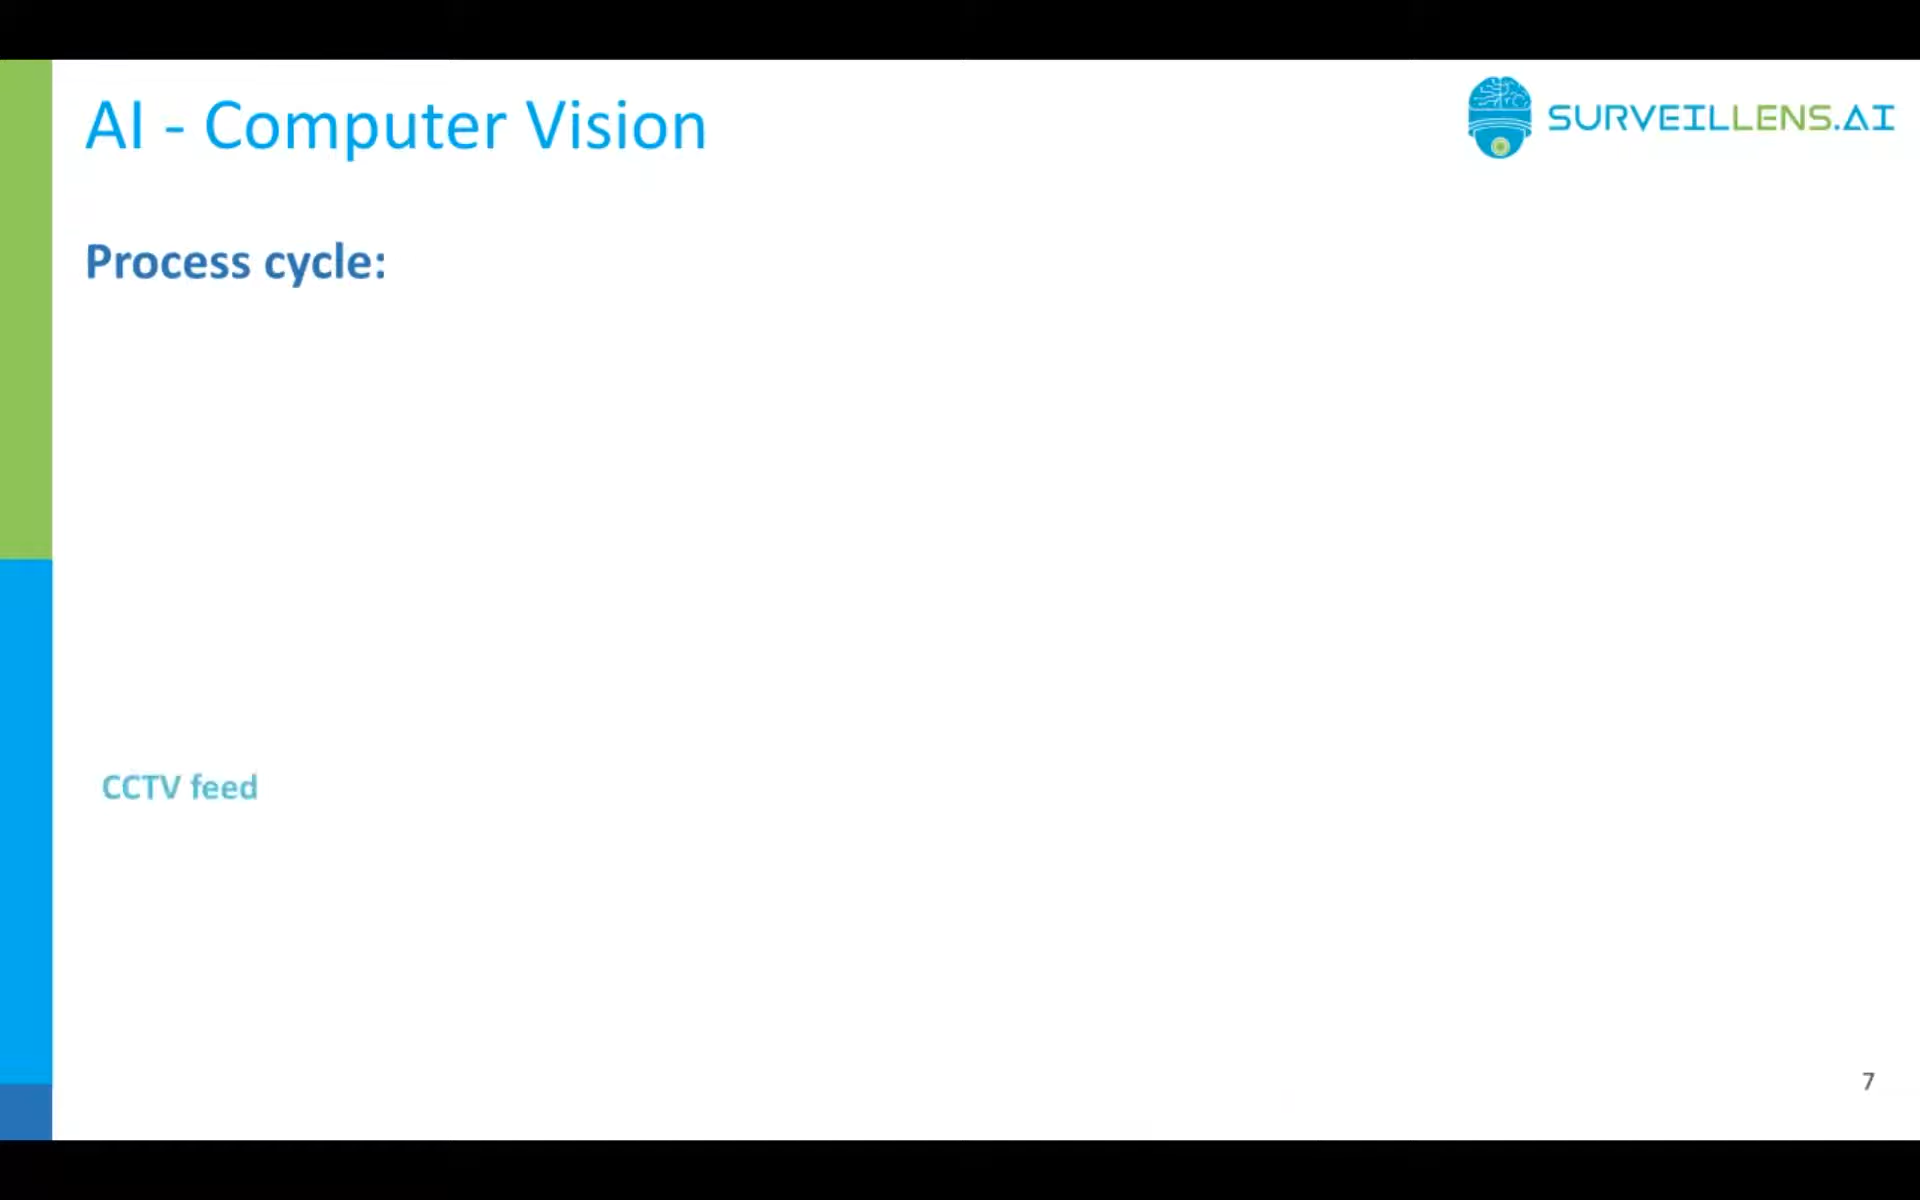 AI - Computer Vision
SURVEILLENS.AI
Process cycle:
CCTV feed
7